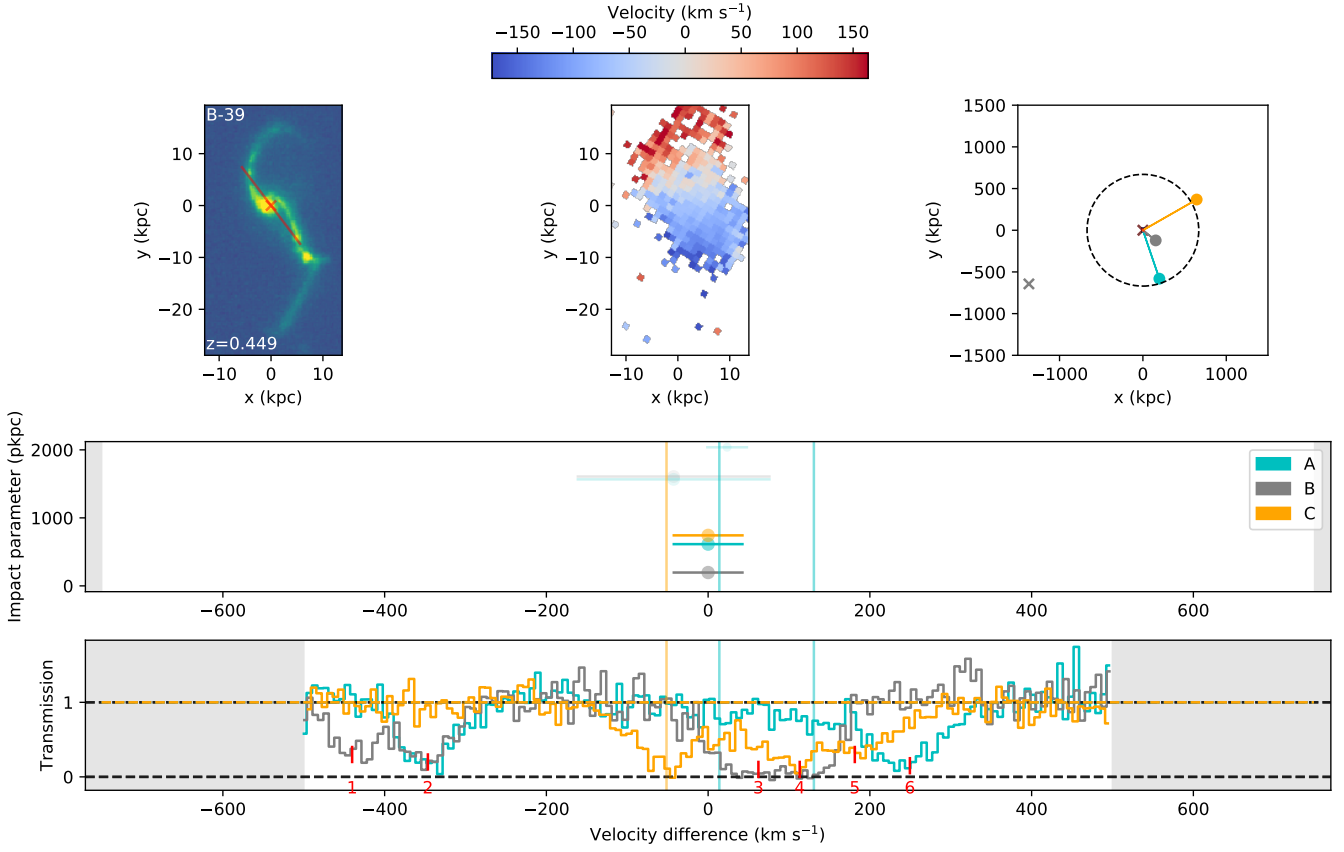 Velocity (km s⁻¹)
−150 −100 −50 0 50 100 150
B-39
z=0.449
10
0
−10
−20
y (kpc)
−10 0 10
x (kpc)
10
0
−10
−20
y (kpc)
−10 0 10
x (kpc)
1500
1000
500
0
−500
−1000
−1500
y (kpc)
−1000 0 1000
x (kpc)
Impact parameter (pkpc)
2000
1000
0
A
B
C
−600 −400 −200 0 200 400 600
Transmission
1
0
1 2 3 4 5 6
−600 −400 −200 0 200 400 600
Velocity difference (km s⁻¹)